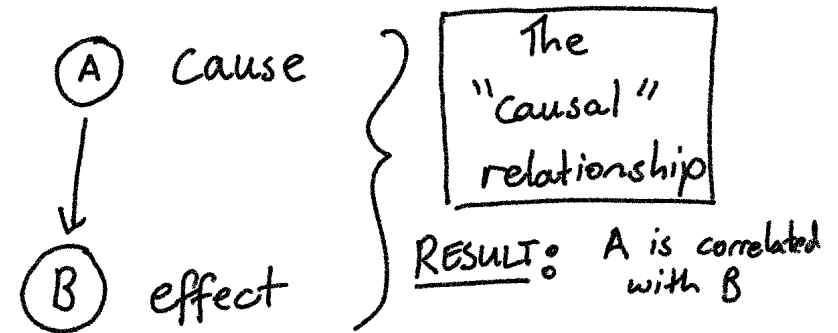 A cause
B effect
The
"causal"
relationship
RESULT: A is correlated
with B